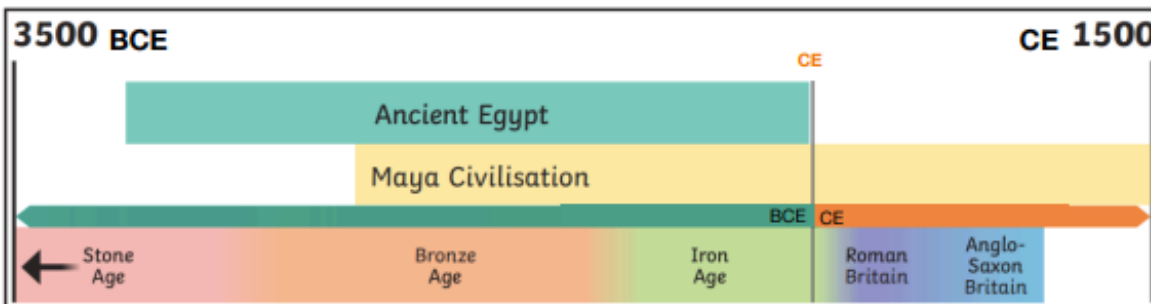 3500 BCE
CE 1500
CE
Ancient Egypt
Maya Civilisation
BCE CE
Stone
Age
Bronze
Age
Iron
Age
Roman
Britain
Anglo-
Saxon
Britain